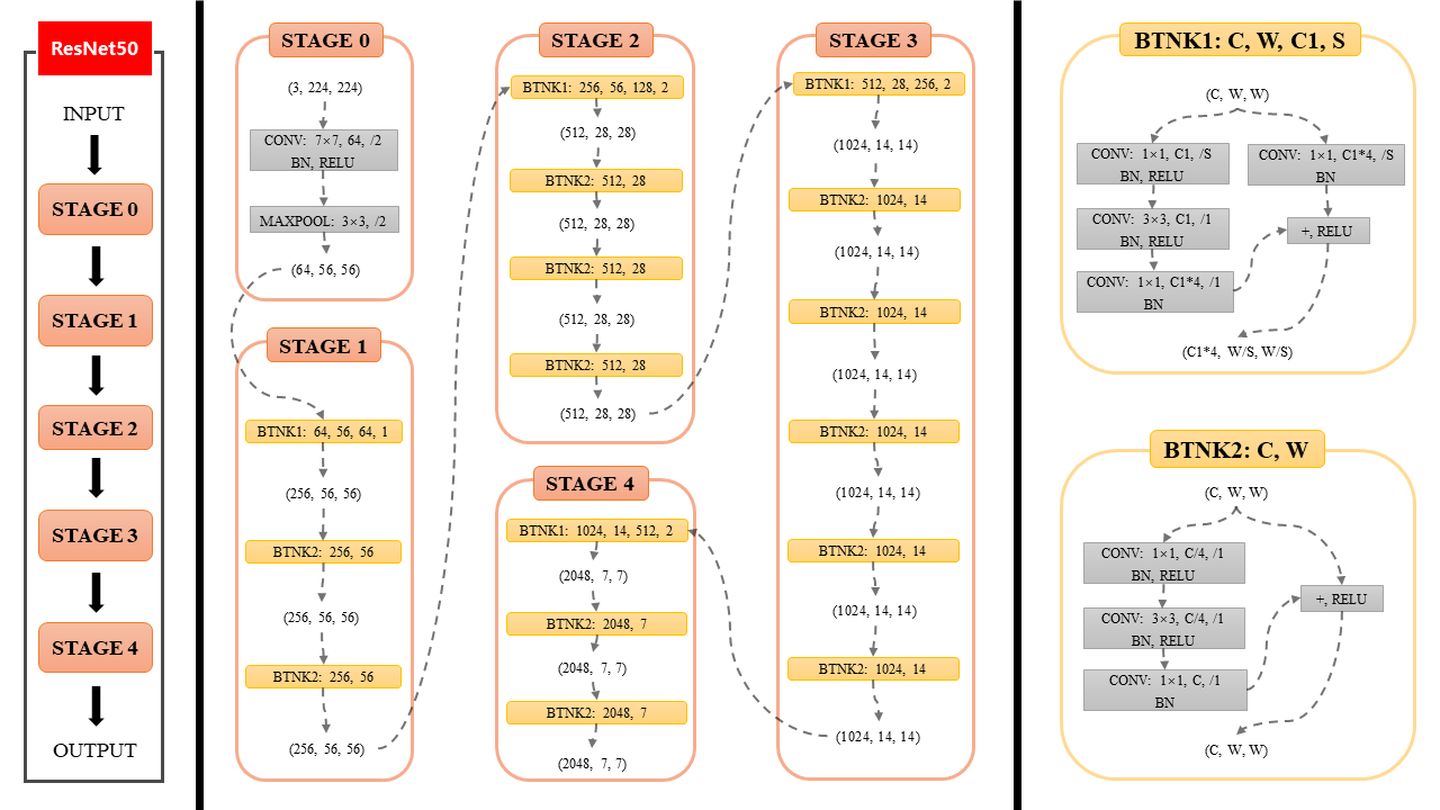 ResNet50
INPUT
STAGE 0
STAGE 1
STAGE 2
STAGE 3
STAGE 4
OUTPUT
STAGE 0
(3, 224, 224)
CONV: 7×7, 64, /2
BN, RELU
MAXPOOL: 3×3, /2
(64, 56, 56)
STAGE 1
BTNK1: 64, 56, 64, 1
(256, 56, 56)
BTNK2: 256, 56
(256, 56, 56)
BTNK2: 256, 56
(256, 56, 56)
STAGE 2
BTNK1: 256, 56, 128, 2
(512, 28, 28)
BTNK2: 512, 28
(512, 28, 28)
BTNK2: 512, 28
(512, 28, 28)
BTNK2: 512, 28
(512, 28, 28)
STAGE 3
BTNK1: 512, 28, 256, 2
(1024, 14, 14)
BTNK2: 1024, 14
(1024, 14, 14)
BTNK2: 1024, 14
(1024, 14, 14)
BTNK2: 1024, 14
(1024, 14, 14)
BTNK2: 1024, 14
(1024, 14, 14)
BTNK2: 1024, 14
(1024, 14, 14)
STAGE 4
BTNK1: 1024, 14, 512, 2
(2048, 7, 7)
BTNK2: 2048, 7
(2048, 7, 7)
BTNK2: 2048, 7
(2048, 7, 7)
BTNK1: C, W, C1, S
(C, W, W)
CONV: 1×1, C1, /S
BN, RELU
CONV: 3×3, C1, /1
BN, RELU
CONV: 1×1, C1*4, /1
BN
CONV: 1×1, C1*4, /S
BN
+, RELU
(C1*4, W/S, W/S)
BTNK2: C, W
(C, W, W)
CONV: 1×1, C/4, /1
BN, RELU
CONV: 3×3, C/4, /1
BN, RELU
CONV: 1×1, C, /1
BN
+, RELU
(C, W, W)